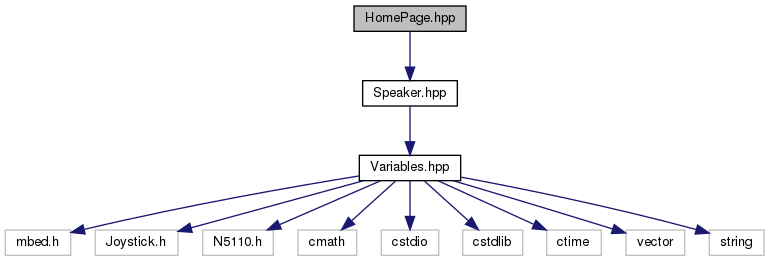 HomePage.hpp
Speaker.hpp
Variables.hpp
mbed.h
Joystick.h
N5110.h
cmath
cstdio
cstdlib
ctime
vector
string